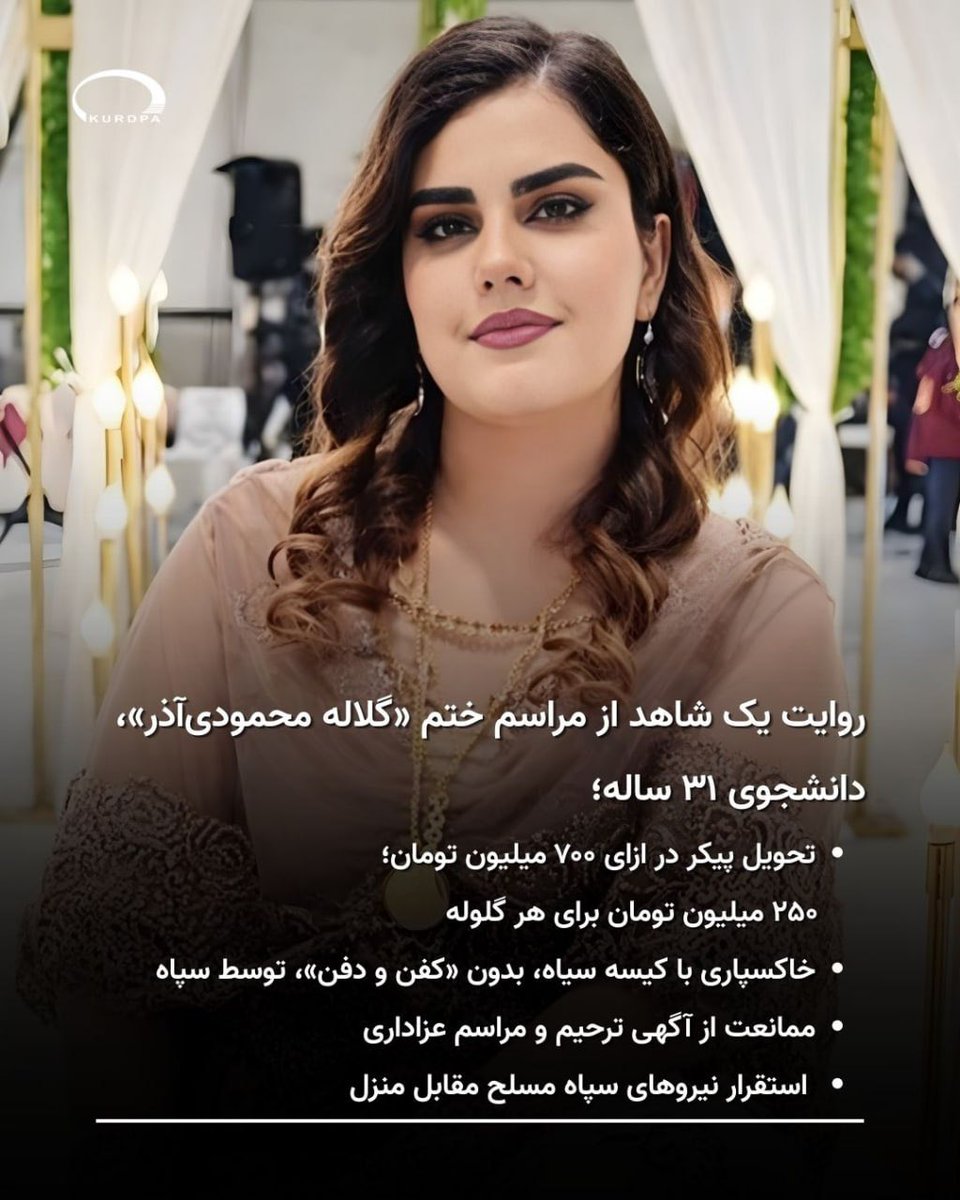 KURDPA
روایت یک شاهد از مراسم ختم «گلاله محمودی‌آذر»،
دانشجوی ۳۱ ساله؛
• تحویل پیکر در ازای ۷۰۰ میلیون تومان؛
۲۵۰ میلیون تومان برای هر گلوله
• خاکسپاری با کیسه سیاه، بدون «کفن و دفن»، توسط سپاه
• ممانعت از آگهی ترحیم و مراسم عزاداری
• استقرار نیروهای سپاه مسلح مقابل منزل